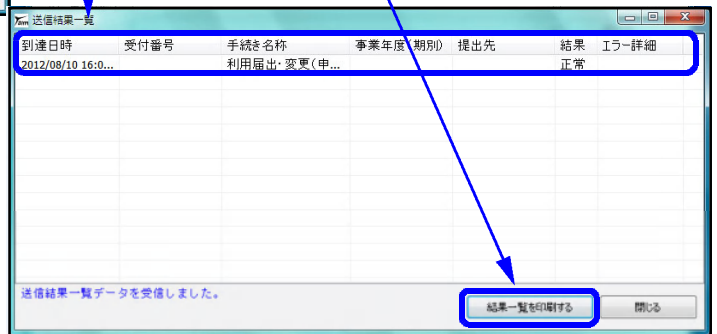 送信結果一覧
到達日時 受付番号 手続き名称 事業年度(期別) 提出先 結果 エラー詳細
2012/08/10 16:0... 利用届出・変更(申... 正常
送信結果一覧データを受信しました。
結果一覧を印刷する 閉じる